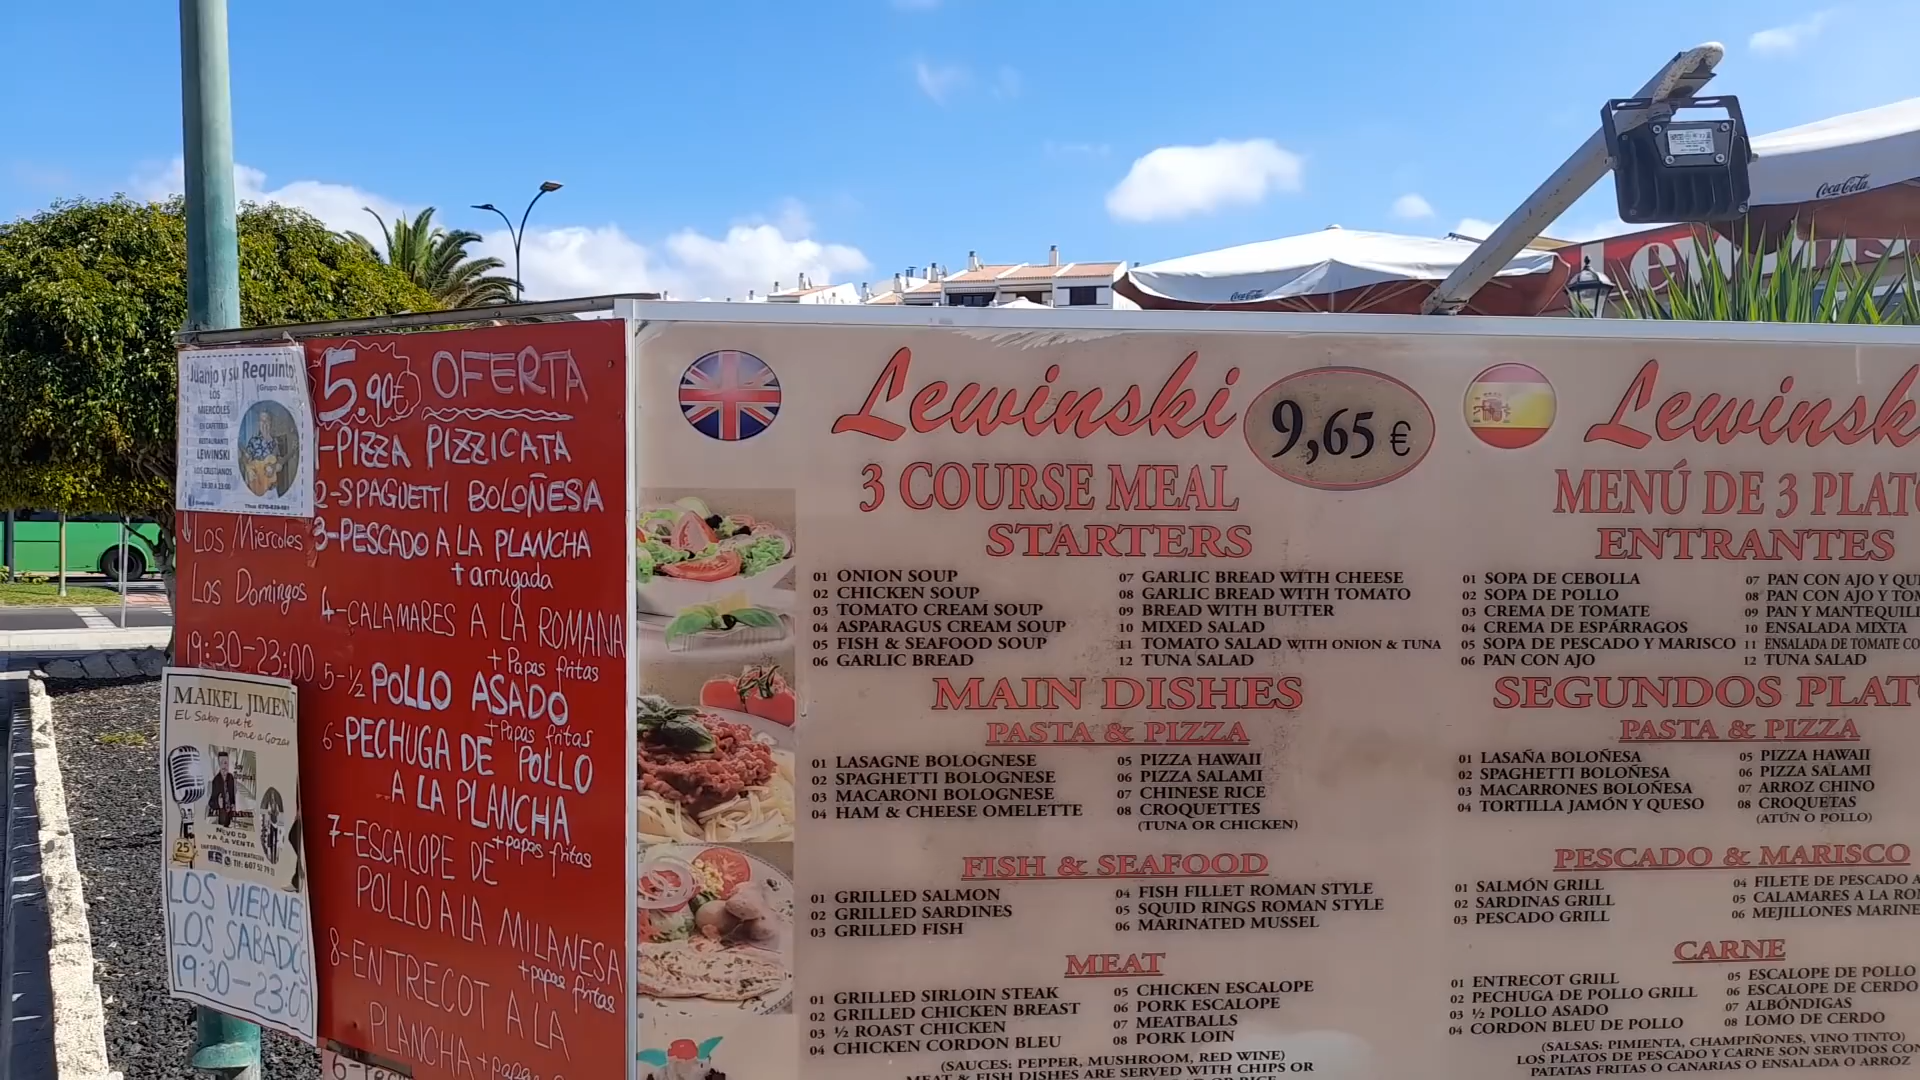 Juanjo y su Requinto
LOS
MIERCOLES
EN CAFETERIA
RESTAURANTE
LEWINSKI
LOS CRISTIANOS
Los Miércoles
Los Domingos
19:30-23:00
MAIKEL JIMEN
El Sabor que te
pone a Gozar
NUEVO CD
YA A LA VENTA
25
LOS VIERNE
LOS SABADOS
19:30-23:00
5.90€ OFERTA
1-PIZZA PIZZICATA
2-SPAGUETTI BOLOÑESA
3-PESCADO A LA PLANCHA
+ arrugada
4-CALAMARES A LA ROMANA
+ Papas fritas
5-½ POLLO ASADO
+Papas fritas
6-PECHUGA DE POLLO
A LA PLANCHA
+papas fritas
7-ESCALOPE DE
POLLO A LA MILANESA
+papas fritas
8-ENTRECOT A LA
PLANCHA
Lewinski 9,65 €
3 COURSE MEAL
STARTERS
01 ONION SOUP
02 CHICKEN SOUP
03 TOMATO CREAM SOUP
04 ASPARAGUS CREAM SOUP
05 FISH & SEAFOOD SOUP
06 GARLIC BREAD
07 GARLIC BREAD WITH CHEESE
08 GARLIC BREAD WITH TOMATO
09 BREAD WITH BUTTER
10 MIXED SALAD
11 TOMATO SALAD WITH ONION & TUNA
12 TUNA SALAD
MAIN DISHES
PASTA & PIZZA
01 LASAGNE BOLOGNESE
02 SPAGHETTI BOLOGNESE
03 MACARONI BOLOGNESE
04 HAM & CHEESE OMELETTE
05 PIZZA HAWAII
06 PIZZA SALAMI
07 CHINESE RICE
08 CROQUETTES
(TUNA OR CHICKEN)
FISH & SEAFOOD
01 GRILLED SALMON
02 GRILLED SARDINES
03 GRILLED FISH
04 FISH FILLET ROMAN STYLE
05 SQUID RINGS ROMAN STYLE
06 MARINATED MUSSEL
MEAT
01 GRILLED SIRLOIN STEAK
02 GRILLED CHICKEN BREAST
03 ½ ROAST CHICKEN
04 CHICKEN CORDON BLEU
05 CHICKEN ESCALOPE
06 PORK ESCALOPE
07 MEATBALLS
08 PORK LOIN
(SAUCES: PEPPER, MUSHROOM, RED WINE)
MEAT & FISH DISHES ARE SERVED WITH CHIPS OR
Lewinsk
MENÚ DE 3 PLATO
ENTRANTES
01 SOPA DE CEBOLLA
02 SOPA DE POLLO
03 CREMA DE TOMATE
04 CREMA DE ESPÁRRAGOS
05 SOPA DE PESCADO Y MARISCO
06 PAN CON AJO
07 PAN CON AJO Y QUE
08 PAN CON AJO Y TOM
09 PAN Y MANTEQUILL
10 ENSALADA MIXTA
11 ENSALADA DE TOMATE CO
12 TUNA SALAD
SEGUNDOS PLAT
PASTA & PIZZA
01 LASAÑA BOLOÑESA
02 SPAGHETTI BOLOÑESA
03 MACARRONES BOLOÑESA
04 TORTILLA JAMÓN Y QUESO
05 PIZZA HAWAII
06 PIZZA SALAMI
07 ARROZ CHINO
08 CROQUETAS
(ATÚN O POLLO)
PESCADO & MARISCO
01 SALMÓN GRILL
02 SARDINAS GRILL
03 PESCADO GRILL
04 FILETE DE PESCADO A
05 CALAMARES A LA RO
06 MEJILLONES MARINE
CARNE
01 ENTRECOT GRILL
02 PECHUGA DE POLLO GRILL
03 ½ POLLO ASADO
04 CORDON BLEU DE POLLO
05 ESCALOPE DE POLLO
06 ESCALOPE DE CERDO
07 ALBÓNDIGAS
08 LOMO DE CERDO
(SALSAS: PIMIENTA, CHAMPIÑONES, VINO TINTO)
LOS PLATOS DE PESCADO Y CARNE SON SERVIDOS CON
PATATAS FRITAS O CANARIAS O ENSALADA O ARROZ
Coca-Cola
Coca-Cola